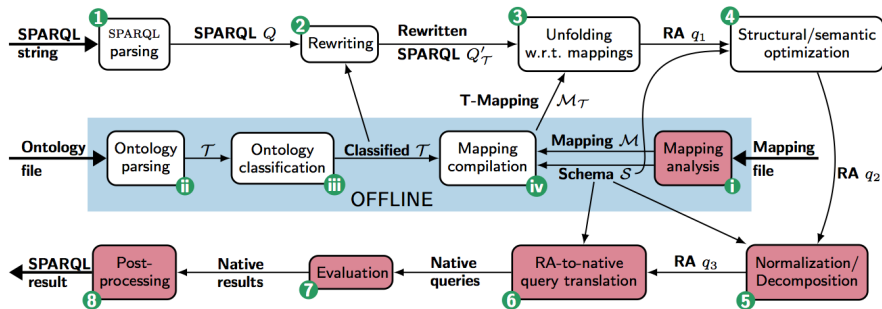 1
SPARQL
string
SPARQL
parsing
SPARQL Q
2
Rewriting
Rewritten
SPARQL Q′𝒯
3
Unfolding
w.r.t. mappings
RA q₁
4
Structural/semantic
optimization
T-Mapping ℳ𝒯
Ontology
file
Ontology
parsing
ii
𝒯
Ontology
classification
iii
Classified 𝒯
Mapping
compilation
iv
Mapping ℳ
Schema 𝒮
Mapping
analysis
i
Mapping
file
RA q₂
OFFLINE
SPARQL
result
Post-
processing
8
Native
results
Evaluation
7
Native
queries
RA-to-native
query translation
6
RA q₃
Normalization/
Decomposition
5